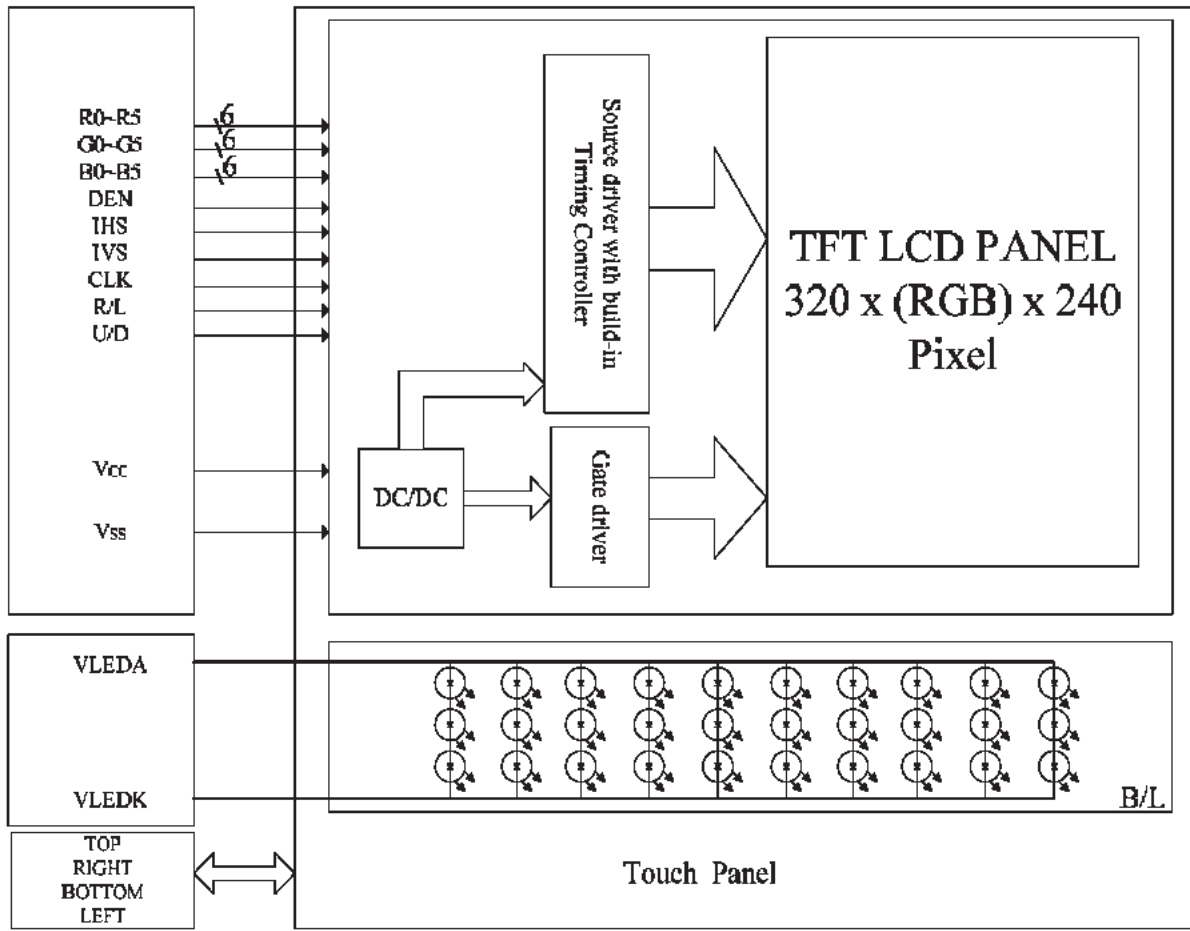 R0~R5
6
G0~G5
6
B0~B5
6
DEN
IHS
IVS
CLK
R/L
U/D
Vcc
Vss
Source driver with build-in
Timing Controller
DC/DC
Gate driver
TFT LCD PANEL
320 x (RGB) x 240
Pixel
VLEDA
VLEDK
B/L
TOP
RIGHT
BOTTOM
LEFT
Touch Panel